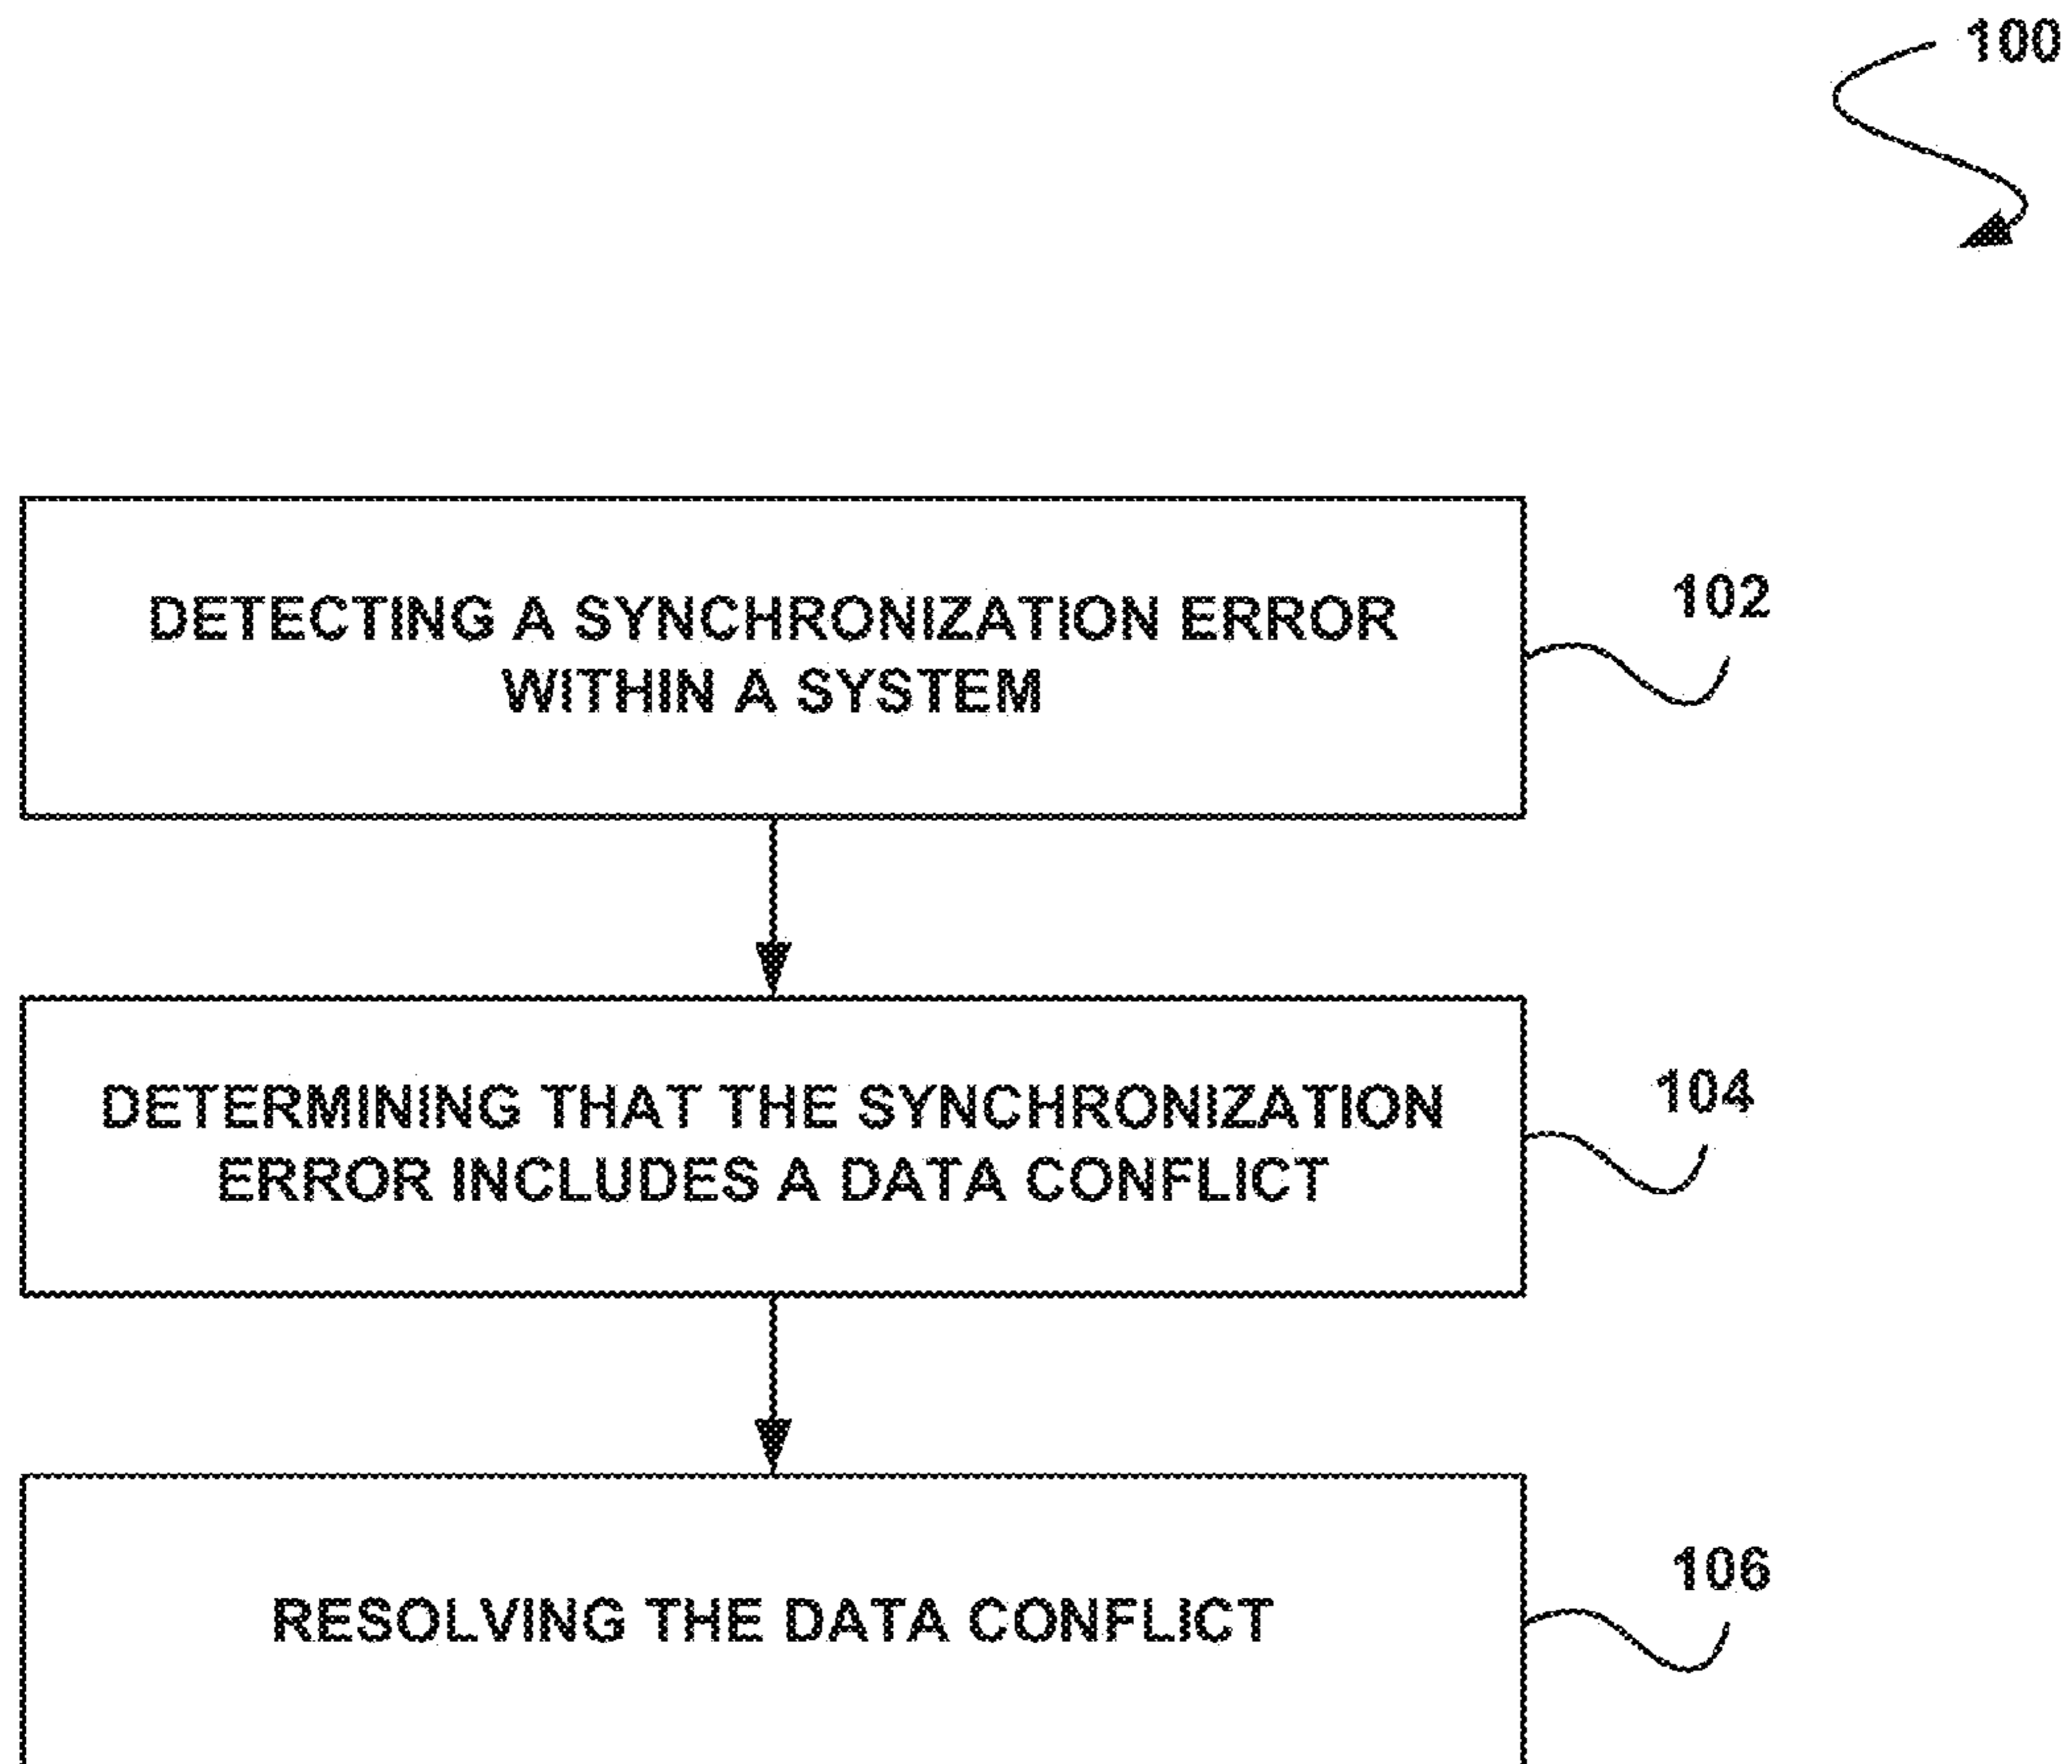 100
DETECTING A SYNCHRONIZATION ERROR
WITHIN A SYSTEM
102
DETERMINING THAT THE SYNCHRONIZATION
ERROR INCLUDES A DATA CONFLICT
104
RESOLVING THE DATA CONFLICT
106